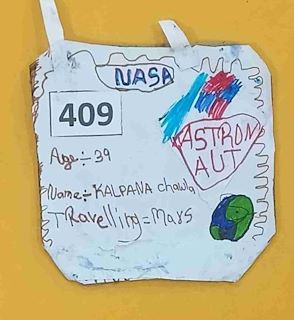 NASA
409
ASTRON
AUT
Age÷39
Name÷KALPANA chawla
TRavelling=Mars